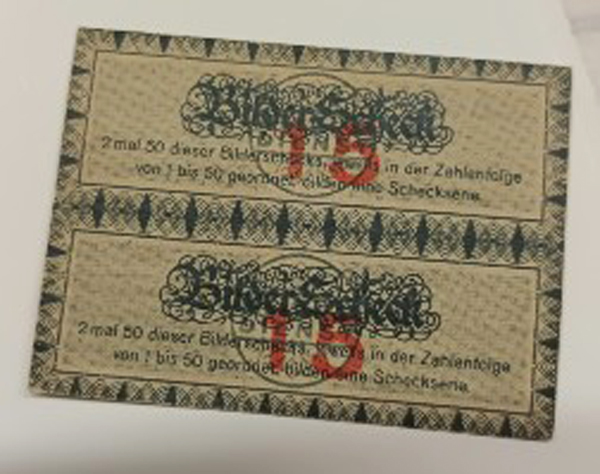 Bilder Scheck
15
2 mal 50 dieser Bilderschecks, jeweils in der Zahlenfolge
von 1 bis 50 geordnet bilden eine Scheckserie.
Bilder Scheck
15
2 mal 50 dieser Bilderschecks, jeweils in der Zahlenfolge
von 1 bis 50 geordnet bilden eine Scheckserie.